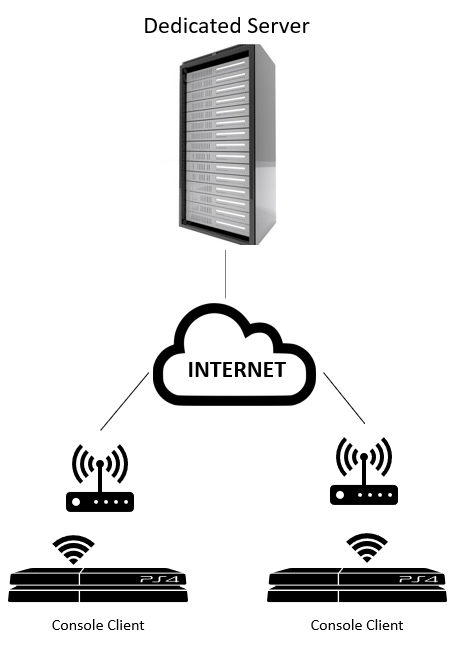 Dedicated Server
INTERNET
PS4
PS4
Console Client
Console Client